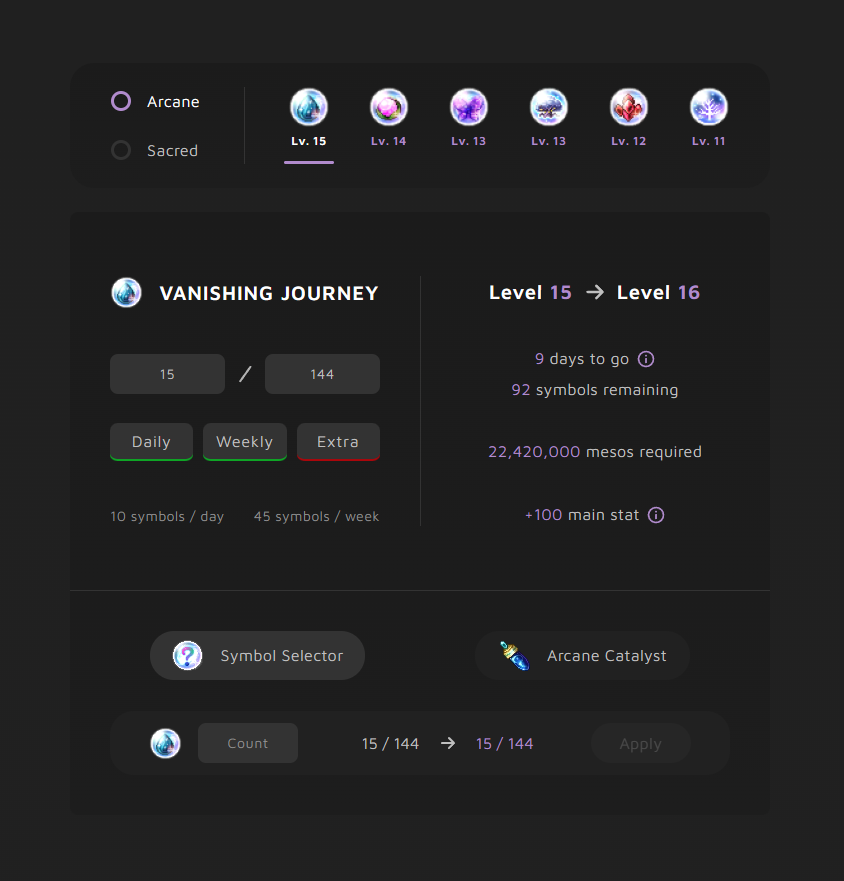 Arcane
Sacred
Lv. 15 Lv. 14 Lv. 13 Lv. 13 Lv. 12 Lv. 11
VANISHING JOURNEY
15 / 144
Daily Weekly Extra
10 symbols / day 45 symbols / week
Level 15 → Level 16
9 days to go
92 symbols remaining
22,420,000 mesos required
+100 main stat
Symbol Selector Arcane Catalyst
Count 15 / 144 → 15 / 144 Apply